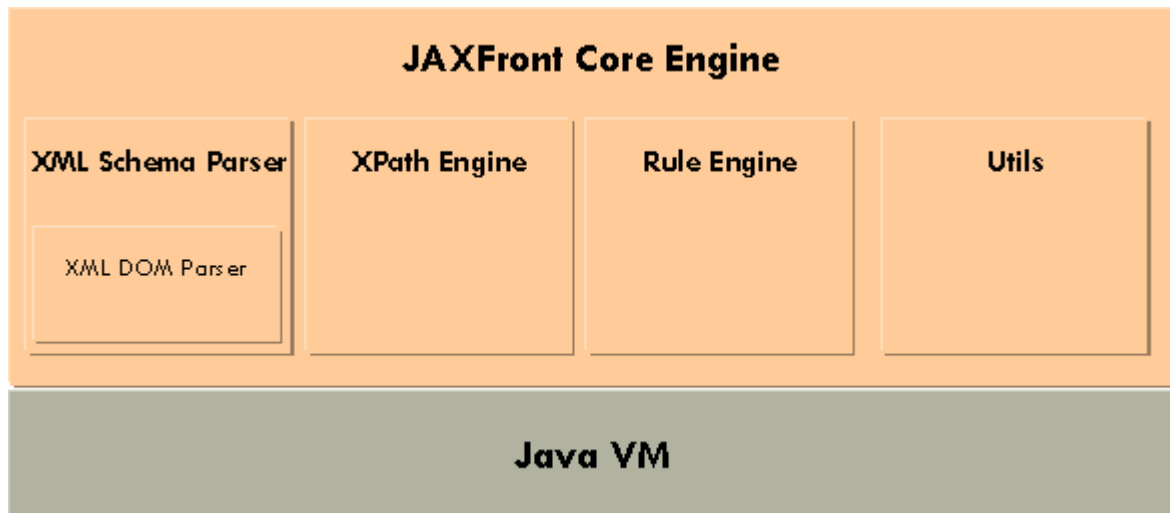 JAXFront Core Engine
XML Schema Parser XPath Engine Rule Engine Utils
XML DOM Parser
Java VM